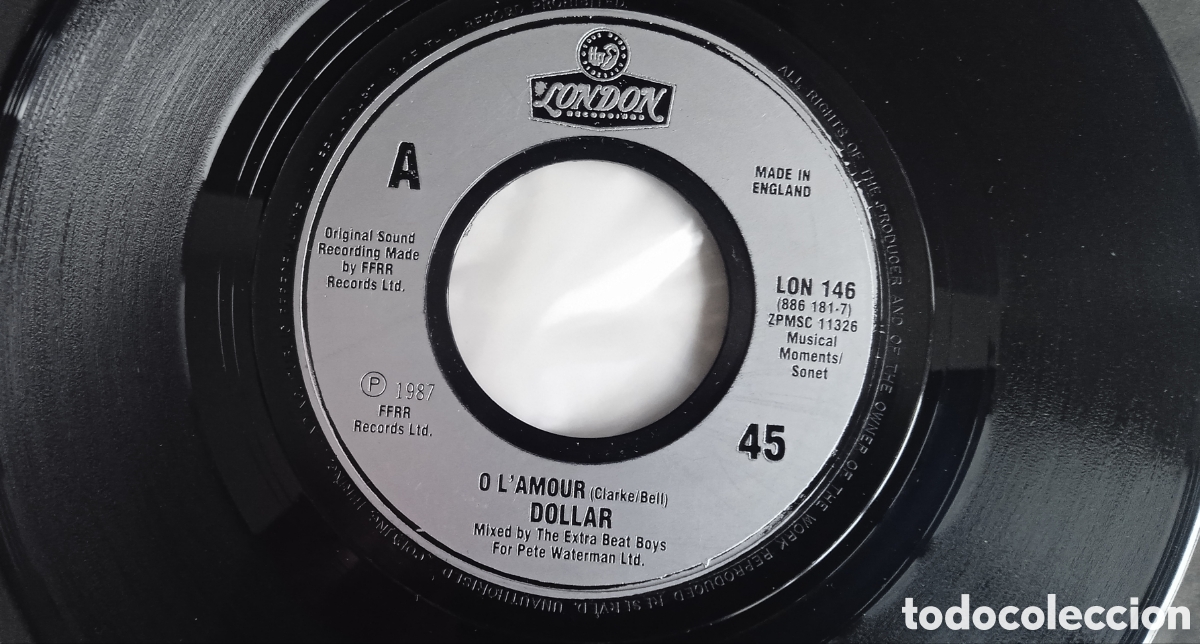 LONDON
RECORDINGS
A
MADE IN
ENGLAND
Original Sound
Recording Made
by FFRR
Records Ltd.
LON 146
(886 181-7)
ZPMSC 11326
Musical
Moments/
Sonet
℗ 1987
FFRR
Records Ltd.
45
O L'AMOUR (Clarke/Bell)
DOLLAR
Mixed by The Extra Beat Boys
For Pete Waterman Ltd.
ALL RIGHTS OF THE PRODUCER AND OF THE OWNER OF THE WORK REPRODUCED RESERVED. UNAUTHORISED
PROHIBITED.
todocoleccion